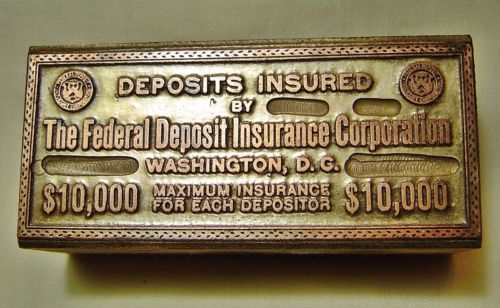 DEPOSITS INSURED
BY
The Federal Deposit Insurance Corporation
WASHINGTON, D. C.
$10,000 MAXIMUM INSURANCE FOR EACH DEPOSITOR $10,000